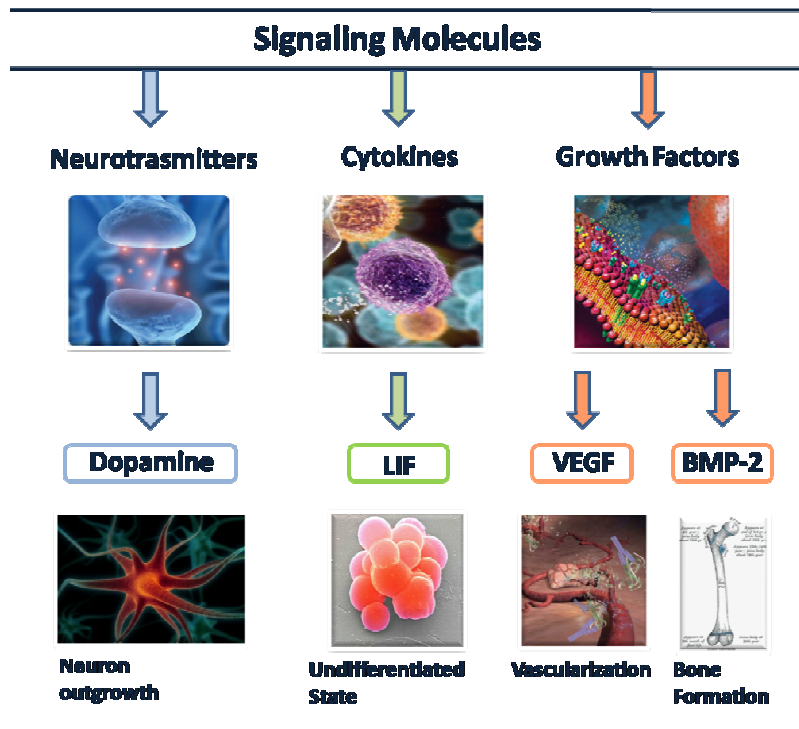 Signaling Molecules
Neurotrasmitters
Cytokines
Growth Factors
Dopamine
LIF
VEGF
BMP-2
Neuron
outgrowth
Undifferentiated
State
Vascularization
Bone
Formation